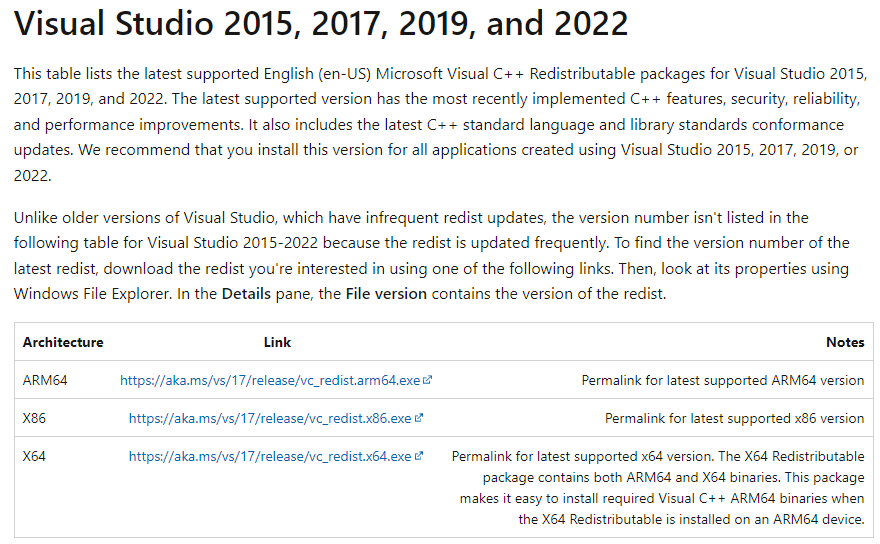 Visual Studio 2015, 2017, 2019, and 2022
This table lists the latest supported English (en-US) Microsoft Visual C++ Redistributable packages for Visual Studio 2015,
2017, 2019, and 2022. The latest supported version has the most recently implemented C++ features, security, reliability,
and performance improvements. It also includes the latest C++ standard language and library standards conformance
updates. We recommend that you install this version for all applications created using Visual Studio 2015, 2017, 2019, or
2022.
Unlike older versions of Visual Studio, which have infrequent redist updates, the version number isn't listed in the
following table for Visual Studio 2015-2022 because the redist is updated frequently. To find the version number of the
latest redist, download the redist you're interested in using one of the following links. Then, look at its properties using
Windows File Explorer. In the Details pane, the File version contains the version of the redist.
Architecture Link Notes
ARM64 https://aka.ms/vs/17/release/vc_redist.arm64.exe Permalink for latest supported ARM64 version
X86 https://aka.ms/vs/17/release/vc_redist.x86.exe Permalink for latest supported x86 version
X64 https://aka.ms/vs/17/release/vc_redist.x64.exe Permalink for latest supported x64 version. The X64 Redistributable
package contains both ARM64 and X64 binaries. This package
makes it easy to install required Visual C++ ARM64 binaries when
the X64 Redistributable is installed on an ARM64 device.